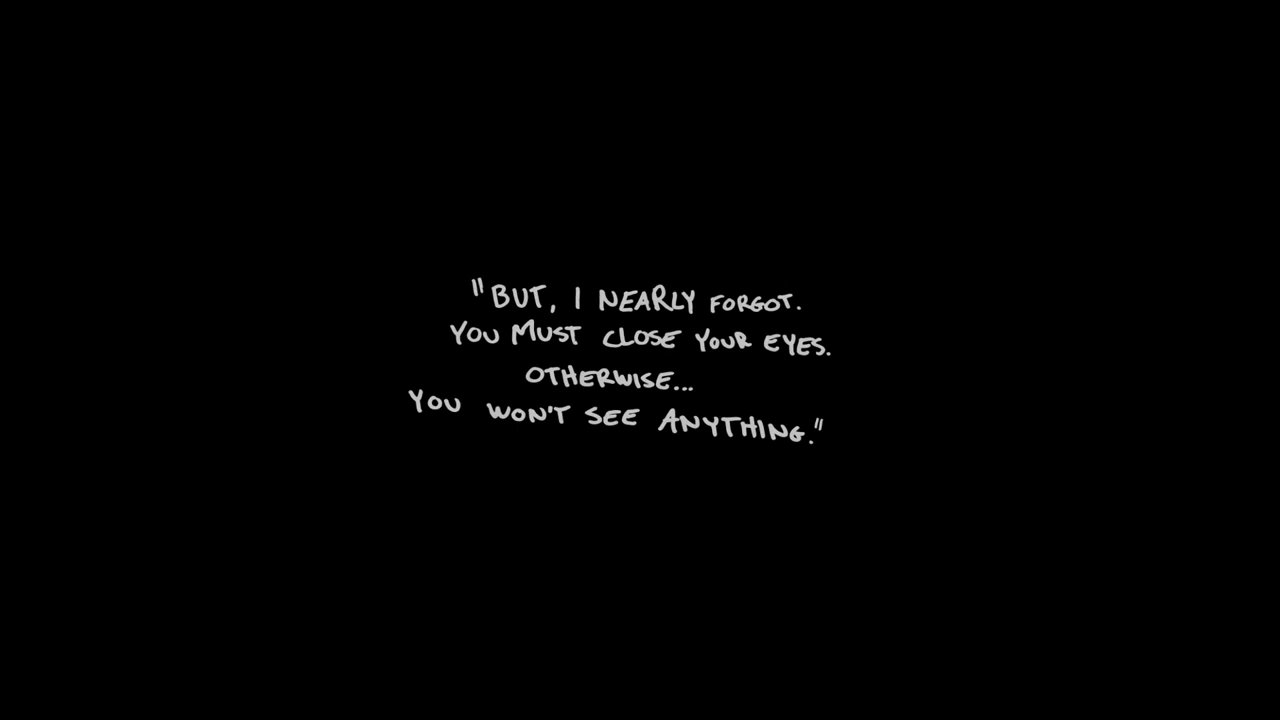 "BUT, I NEARLY FORGOT.
YOU MUST CLOSE YOUR EYES.
OTHERWISE...
YOU WON'T SEE ANYTHING."